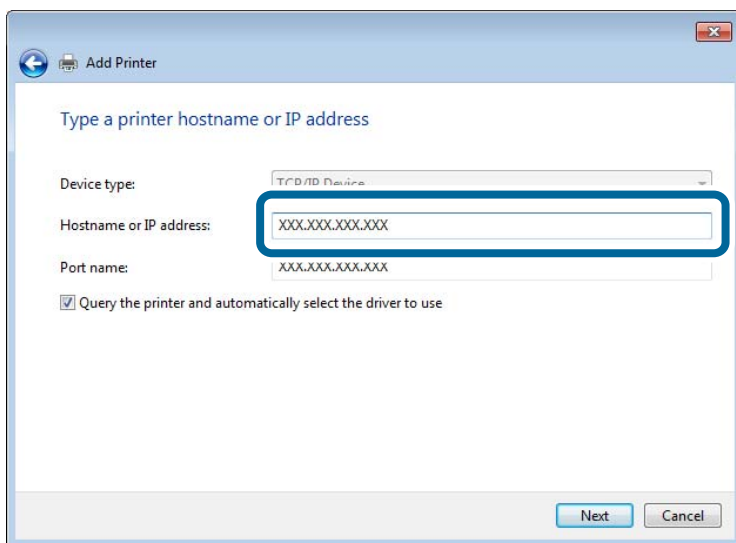 Add Printer
Type a printer hostname or IP address
Device type: TCP/IP Device
Hostname or IP address: XXX.XXX.XXX.XXX
Port name: XXX.XXX.XXX.XXX
Query the printer and automatically select the driver to use
Next Cancel